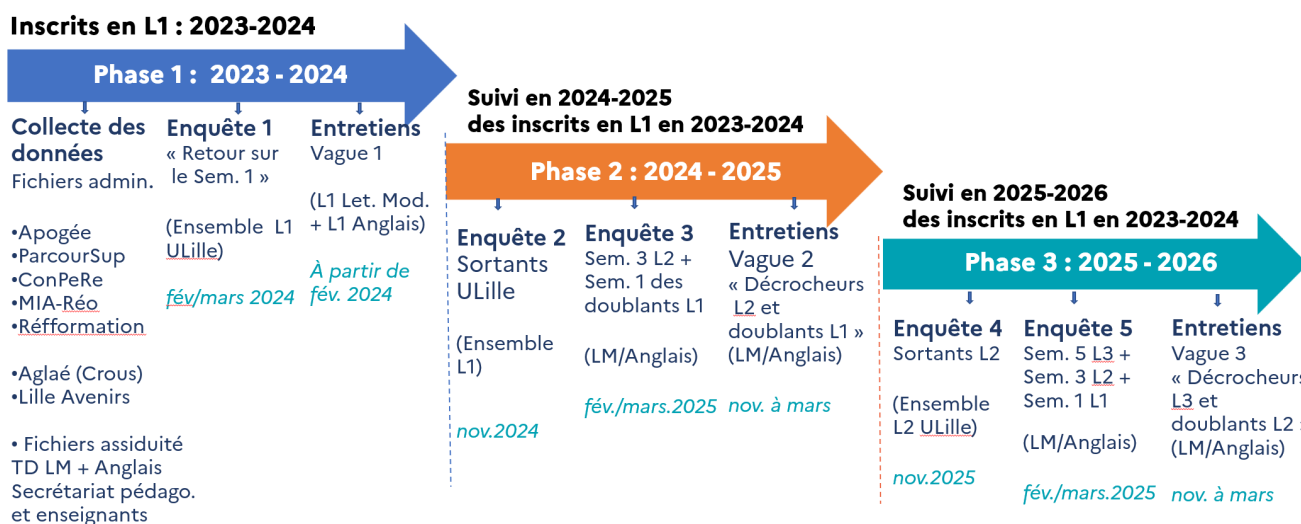 Inscrits en L1 : 2023-2024
Phase 1 : 2023 - 2024
Collecte des
données
Fichiers admin.
•Apogée
•ParcourSup
•ConPeRe
•MIA-Réo
•Réfformation
•Aglaé (Crous)
•Lille Avenirs
• Fichiers assiduité
TD LM + Anglais
Secrétariat pédago.
et enseignants
Enquête 1
« Retour sur
le Sem. 1 »
(Ensemble L1
ULille)
fév/mars 2024
Entretiens
Vague 1
(L1 Let. Mod.
+ L1 Anglais)
À partir de
fév. 2024
Suivi en 2024-2025
des inscrits en L1 en 2023-2024
Phase 2 : 2024 - 2025
Enquête 2
Sortants
ULille
(Ensemble
L1)
nov.2024
Enquête 3
Sem. 3 L2 +
Sem. 1 des
doublants L1
(LM/Anglais)
fév./mars.2025
Entretiens
Vague 2
« Décrocheurs
L2 et
doublants L1 »
(LM/Anglais)
nov. à mars
Suivi en 2025-2026
des inscrits en L1 en 2023-2024
Phase 3 : 2025 - 2026
Enquête 4
Sortants L2
(Ensemble
L2 ULille)
nov.2025
Enquête 5
Sem. 5 L3 +
Sem. 3 L2 +
Sem. 1 L1
(LM/Anglais)
fév./mars.2025
Entretiens
Vague 3
« Décrocheurs
L3 et
doublants L2 »
(LM/Anglais)
nov. à mars